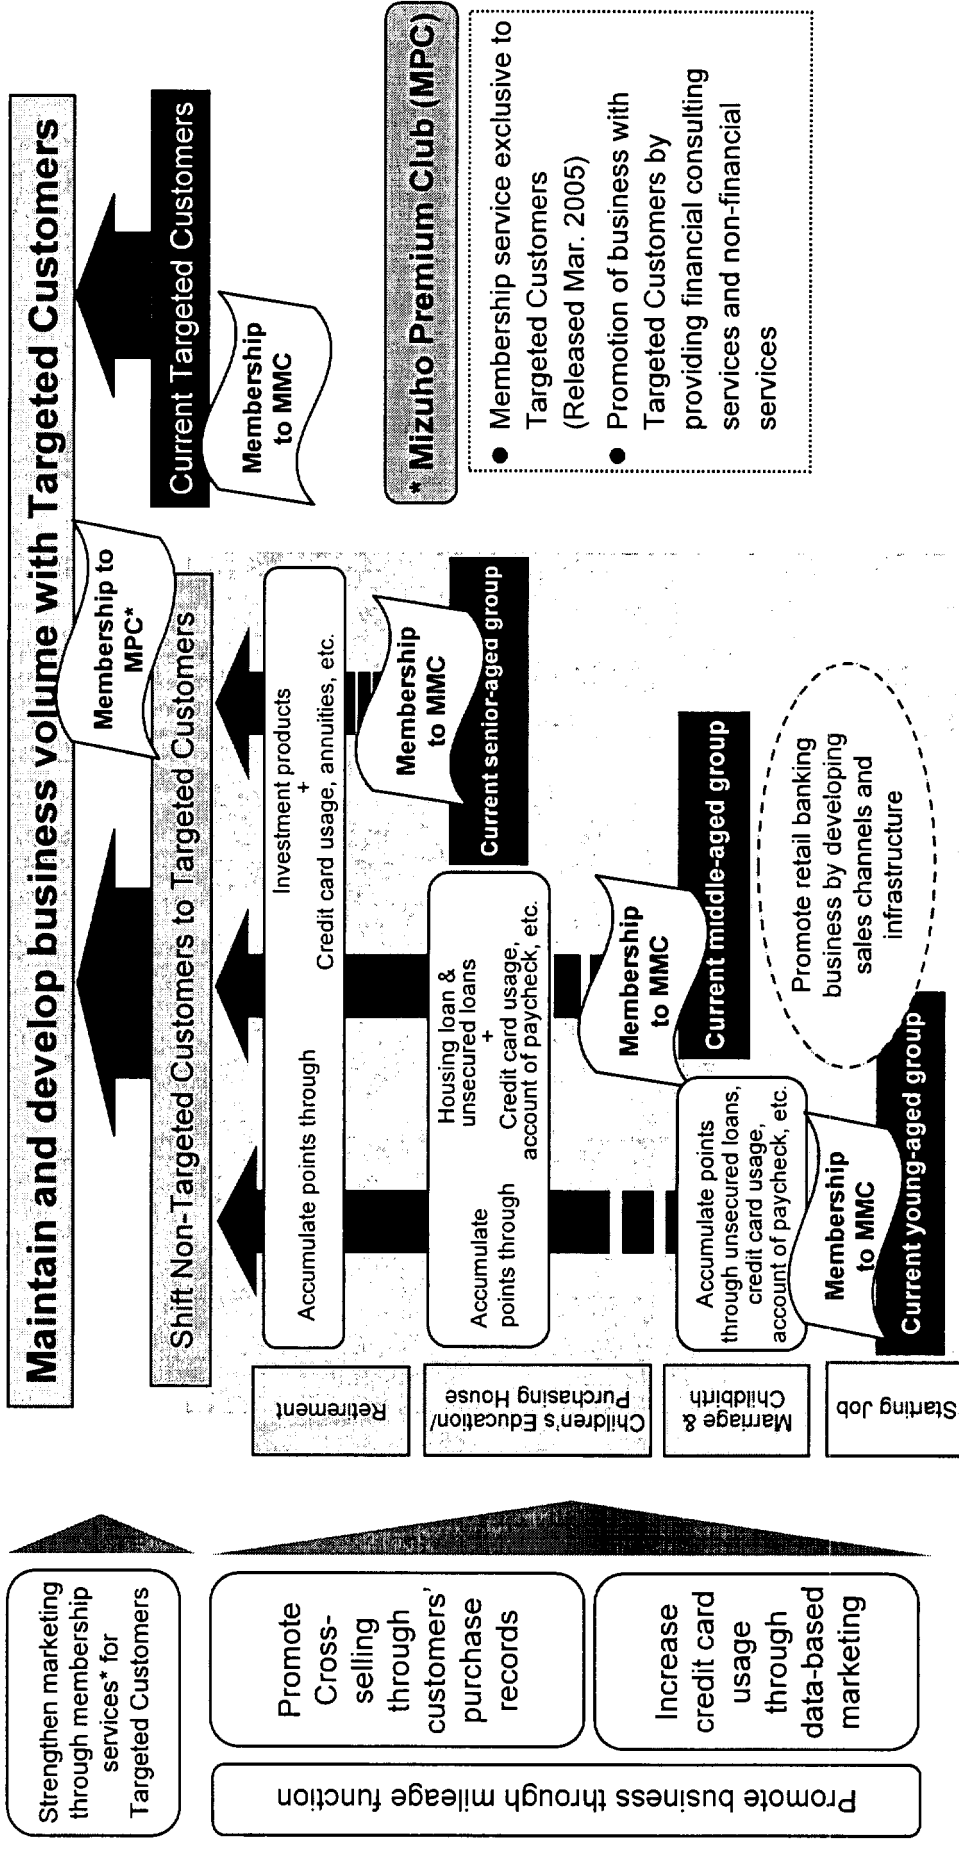 Maintain and develop business volume with Targeted Customers
Strengthen marketing
through membership
services* for
Targeted Customers
Membership to
MPC*
Shift Non-Targeted Customers to Targeted Customers
Current Targeted Customers
Membership
to MMC
Promote business through mileage function
Promote
Cross-
selling
through
customers'
purchase
records
Increase
credit card
usage
through
data-based
marketing
Retirement
Accumulate points through
Investment products
+
Credit card usage, annuities, etc.
Children's Education/
Purchasing House
Accumulate
points through
Housing loan &
unsecured loans
+
Credit card usage,
account of paycheck, etc.
Membership
to MMC
Current senior-aged group
Marriage &
Childbirth
Accumulate points
through unsecured loans,
credit card usage,
account of paycheck, etc.
Membership
to MMC
Current middle-aged group
Starting Job
Membership
to MMC
Current young-aged group
Promote retail banking
business by developing
sales channels and
infrastructure
* Mizuho Premium Club (MPC)
● Membership service exclusive to
Targeted Customers
(Released Mar. 2005)
● Promotion of business with
Targeted Customers by
providing financial consulting
services and non-financial
services